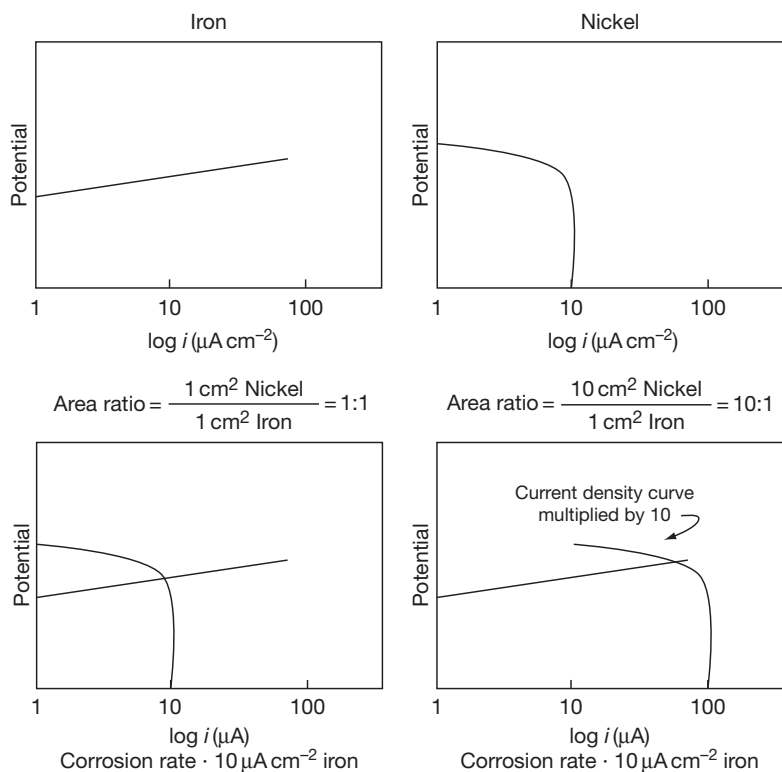 Iron
Potential
1 10 100
log i (μA cm⁻²)
Nickel
Potential
1 10 100
log i (μA cm⁻²)
Area ratio = 1 cm² Nickel / 1 cm² Iron = 1:1
Potential
1 10 100
log i (μA)
Corrosion rate · 10 μA cm⁻² iron
Area ratio = 10 cm² Nickel / 1 cm² Iron = 10:1
Current density curve
multiplied by 10
Potential
1 10 100
log i (μA)
Corrosion rate · 10 μA cm⁻² iron